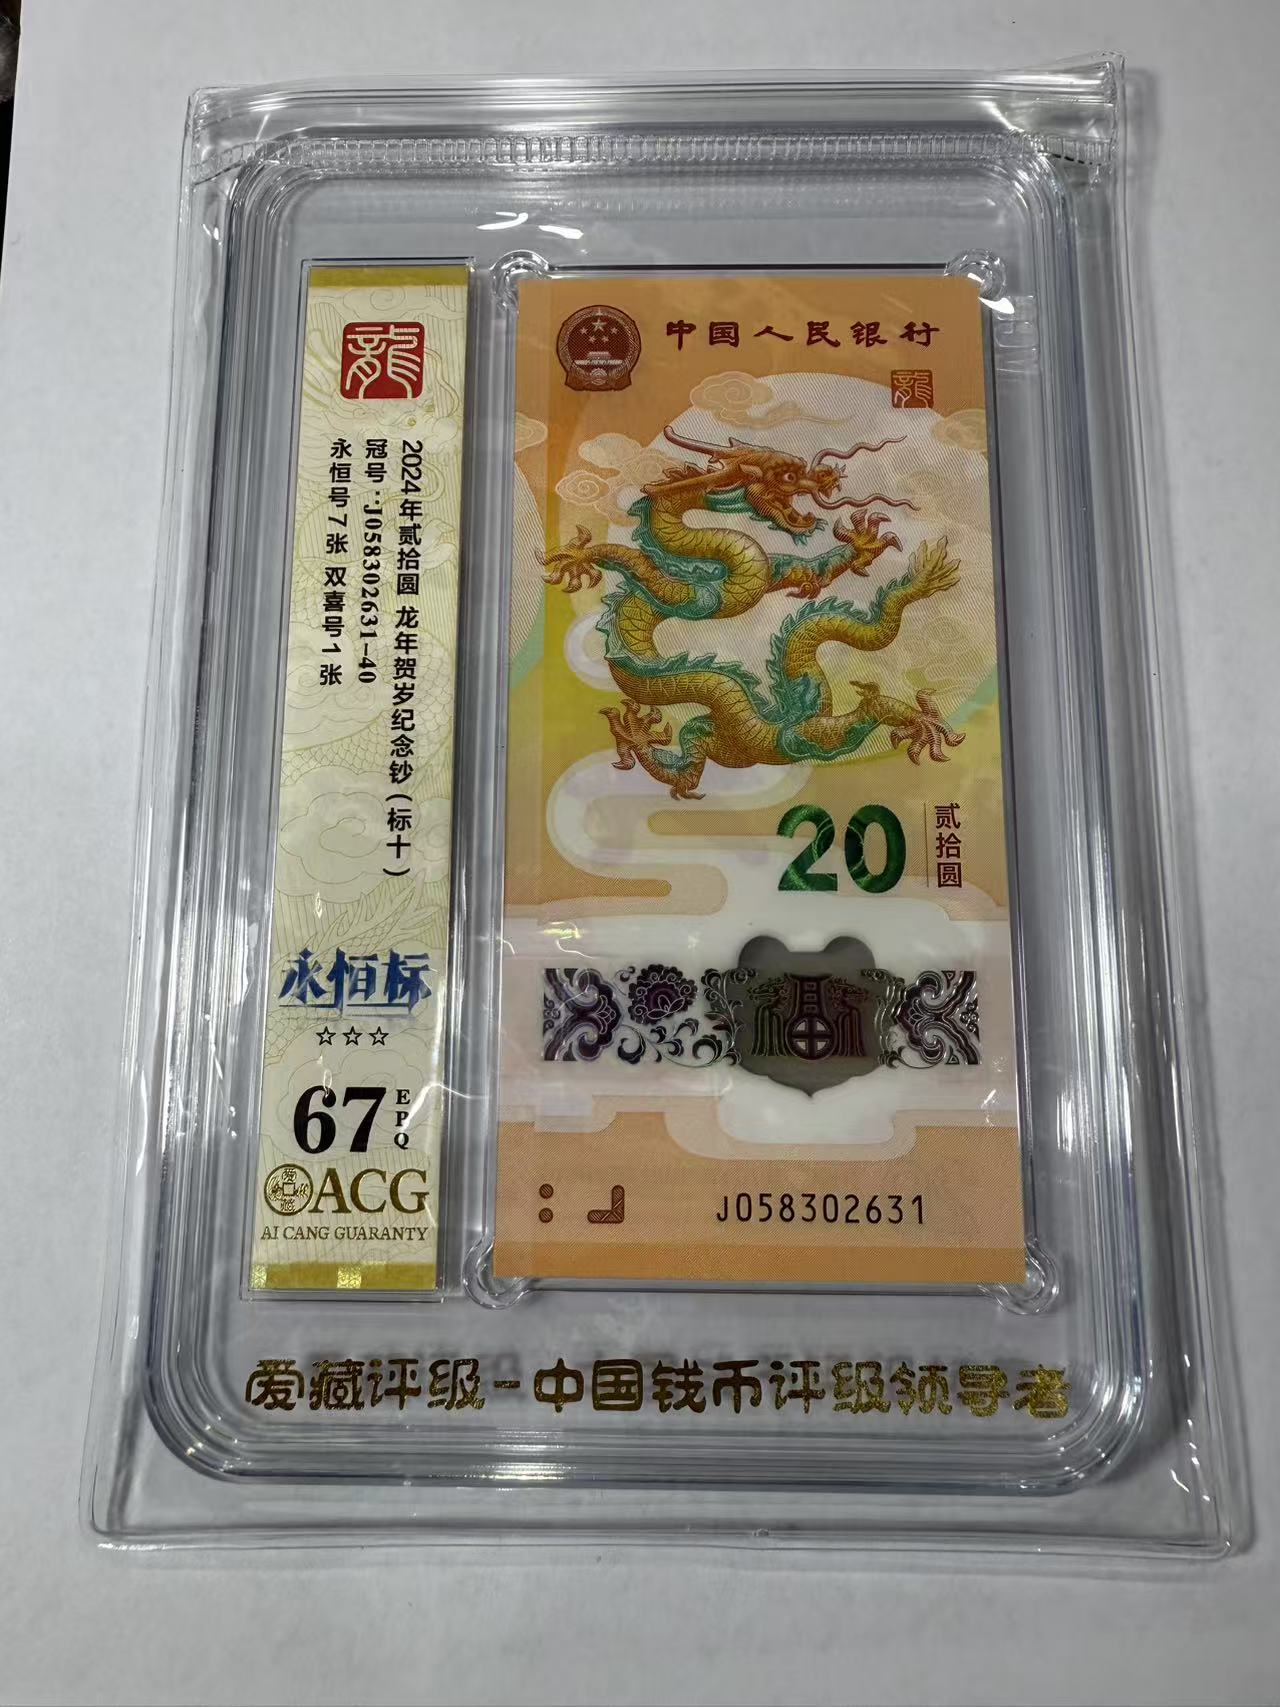 龍
2024年贰拾圆 龙年贺岁纪念钞(标十)
冠号:J058302631-40
永恒号7张 双喜号1张
永恒标
☆☆☆
67 EPQ
ACG
AI CANG GUARANTY
中国人民银行
龍
20 贰拾圆
J058302631
爱藏评级-中国钱币评级领导者